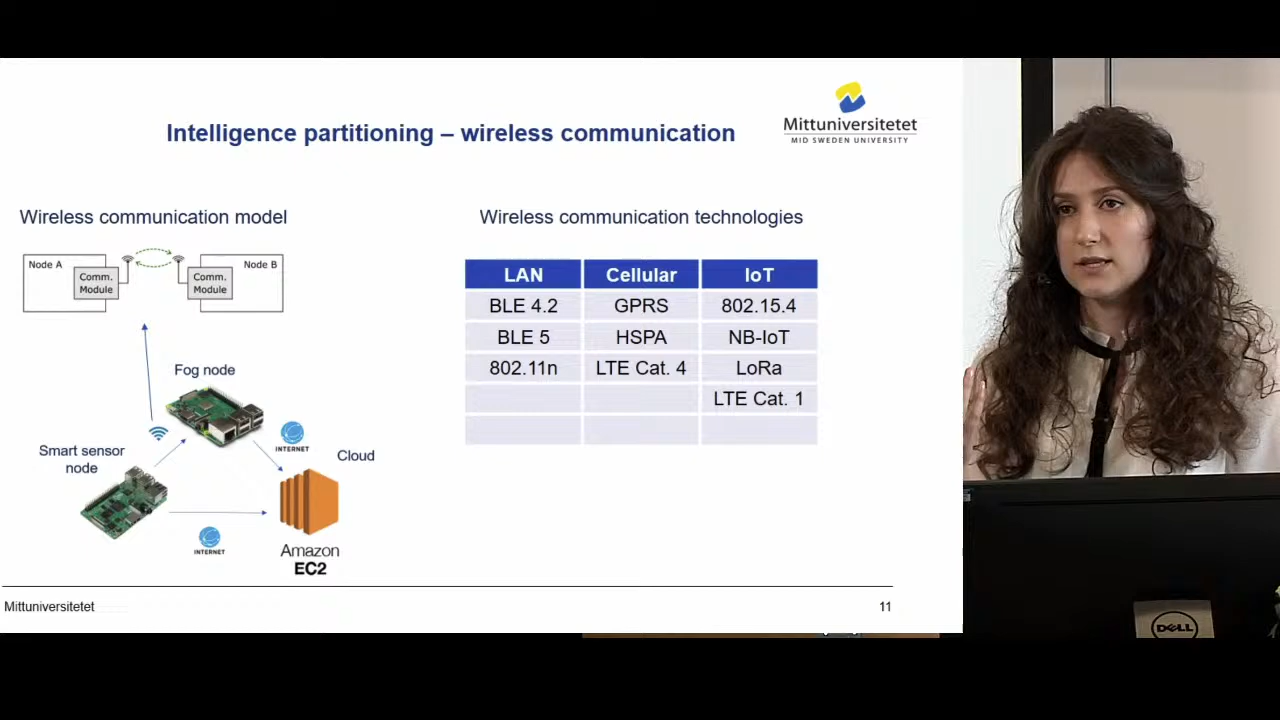 Intelligence partitioning – wireless communication
Mittuniversitetet
MID SWEDEN UNIVERSITY
Wireless communication model
Node A
Comm.
Module
Comm.
Module
Node B
Fog node
Smart sensor
node
INTERNET
Cloud
INTERNET
Amazon
EC2
Wireless communication technologies
LAN Cellular IoT
BLE 4.2 GPRS 802.15.4
BLE 5 HSPA NB-IoT
802.11n LTE Cat. 4 LoRa
LTE Cat. 1
Mittuniversitetet
11
DELL